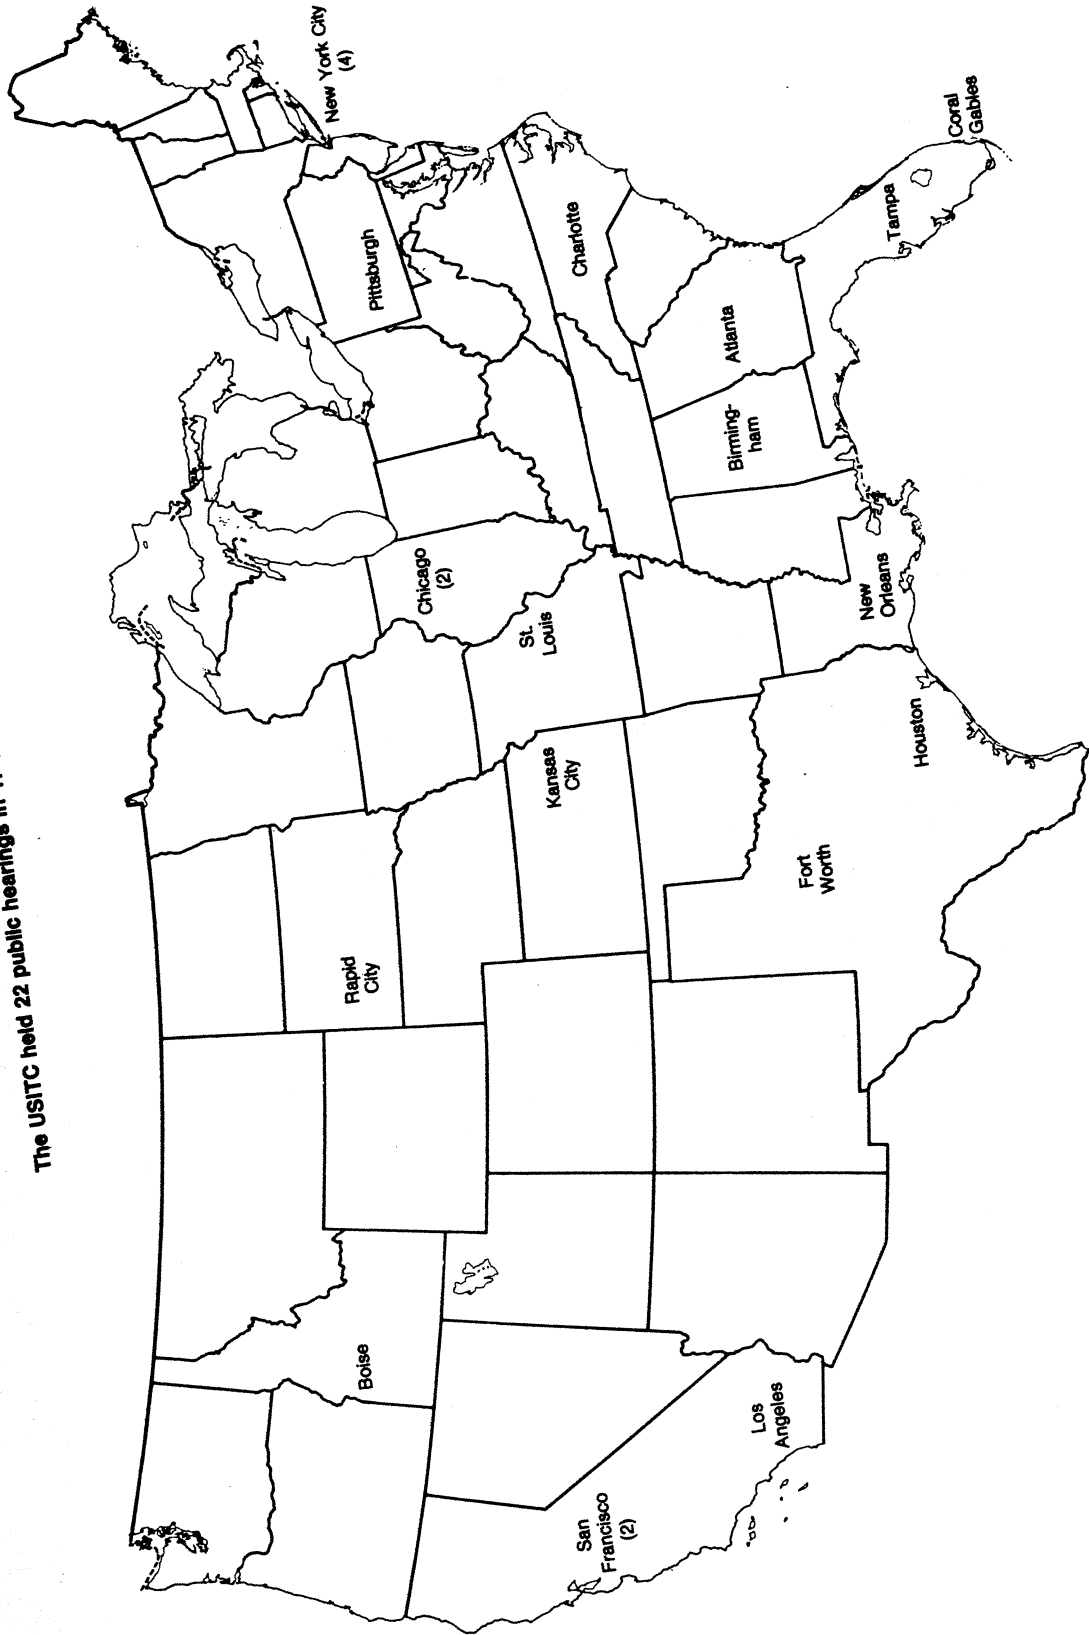 The USITC held 22 public hearings in
New York City
(4)
Pittsburgh
Chicago
(2)
Rapid
City
Boise
San
Francisco
(2)
Los
Angeles
Kansas
City
St.
Louis
Charlotte
Atlanta
Birming-
ham
Fort
Worth
Houston
New
Orleans
Tampa
Coral
Gables